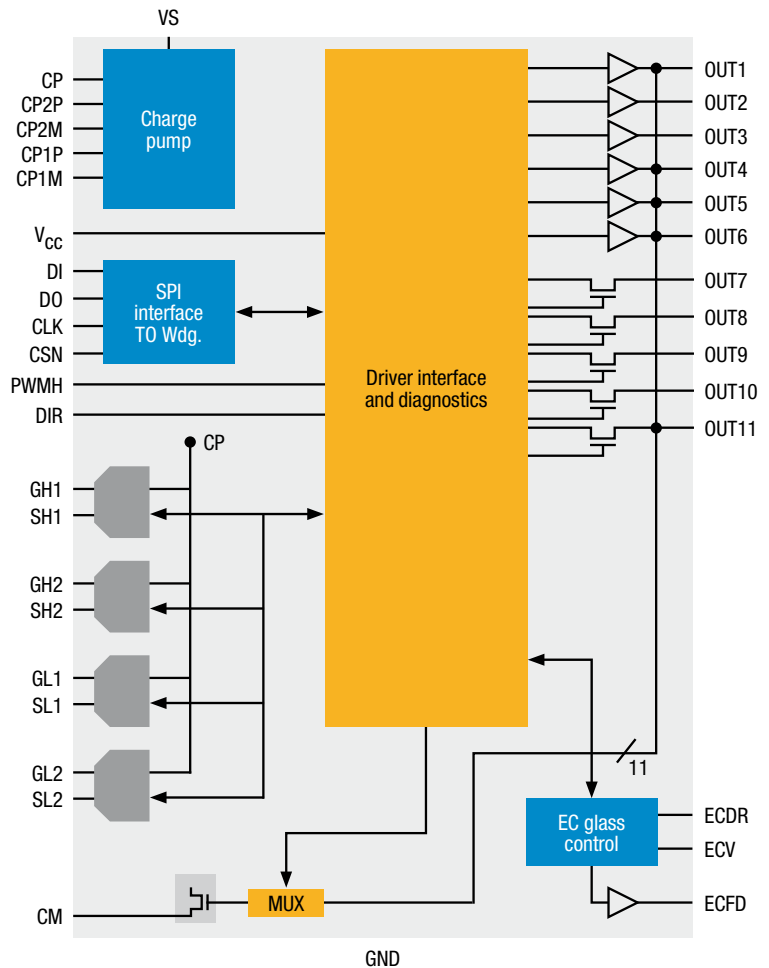 VS
CP
CP2P
CP2M
CP1P
CP1M
Charge
pump
VCC
DI
DO
CLK
CSN
SPI
interface
TO Wdg.
PWMH
DIR
CP
GH1
SH1
GH2
SH2
GL1
SL1
GL2
SL2
CM
MUX
Driver interface
and diagnostics
OUT1
OUT2
OUT3
OUT4
OUT5
OUT6
OUT7
OUT8
OUT9
OUT10
OUT11
11
EC glass
control
ECDR
ECV
ECFD
GND